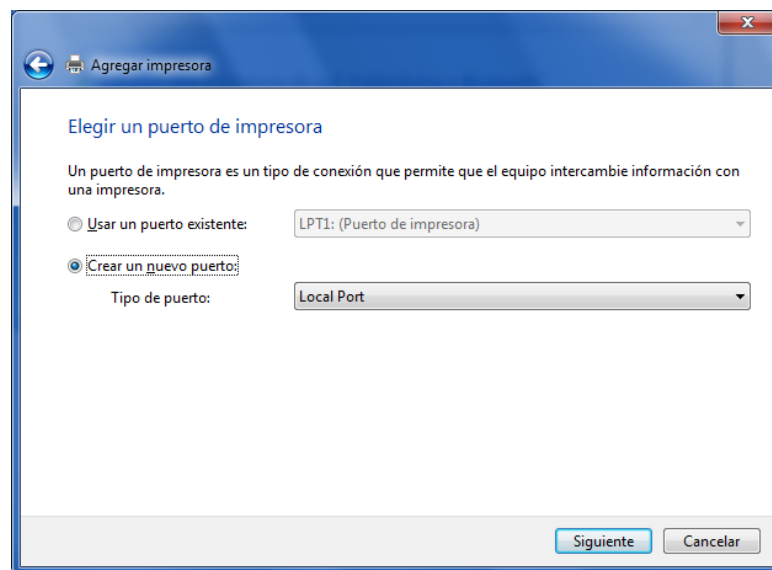 Agregar impresora
Elegir un puerto de impresora
Un puerto de impresora es un tipo de conexión que permite que el equipo intercambie información con
una impresora.
Usar un puerto existente: LPT1: (Puerto de impresora)
Crear un nuevo puerto:
Tipo de puerto: Local Port
Siguiente Cancelar